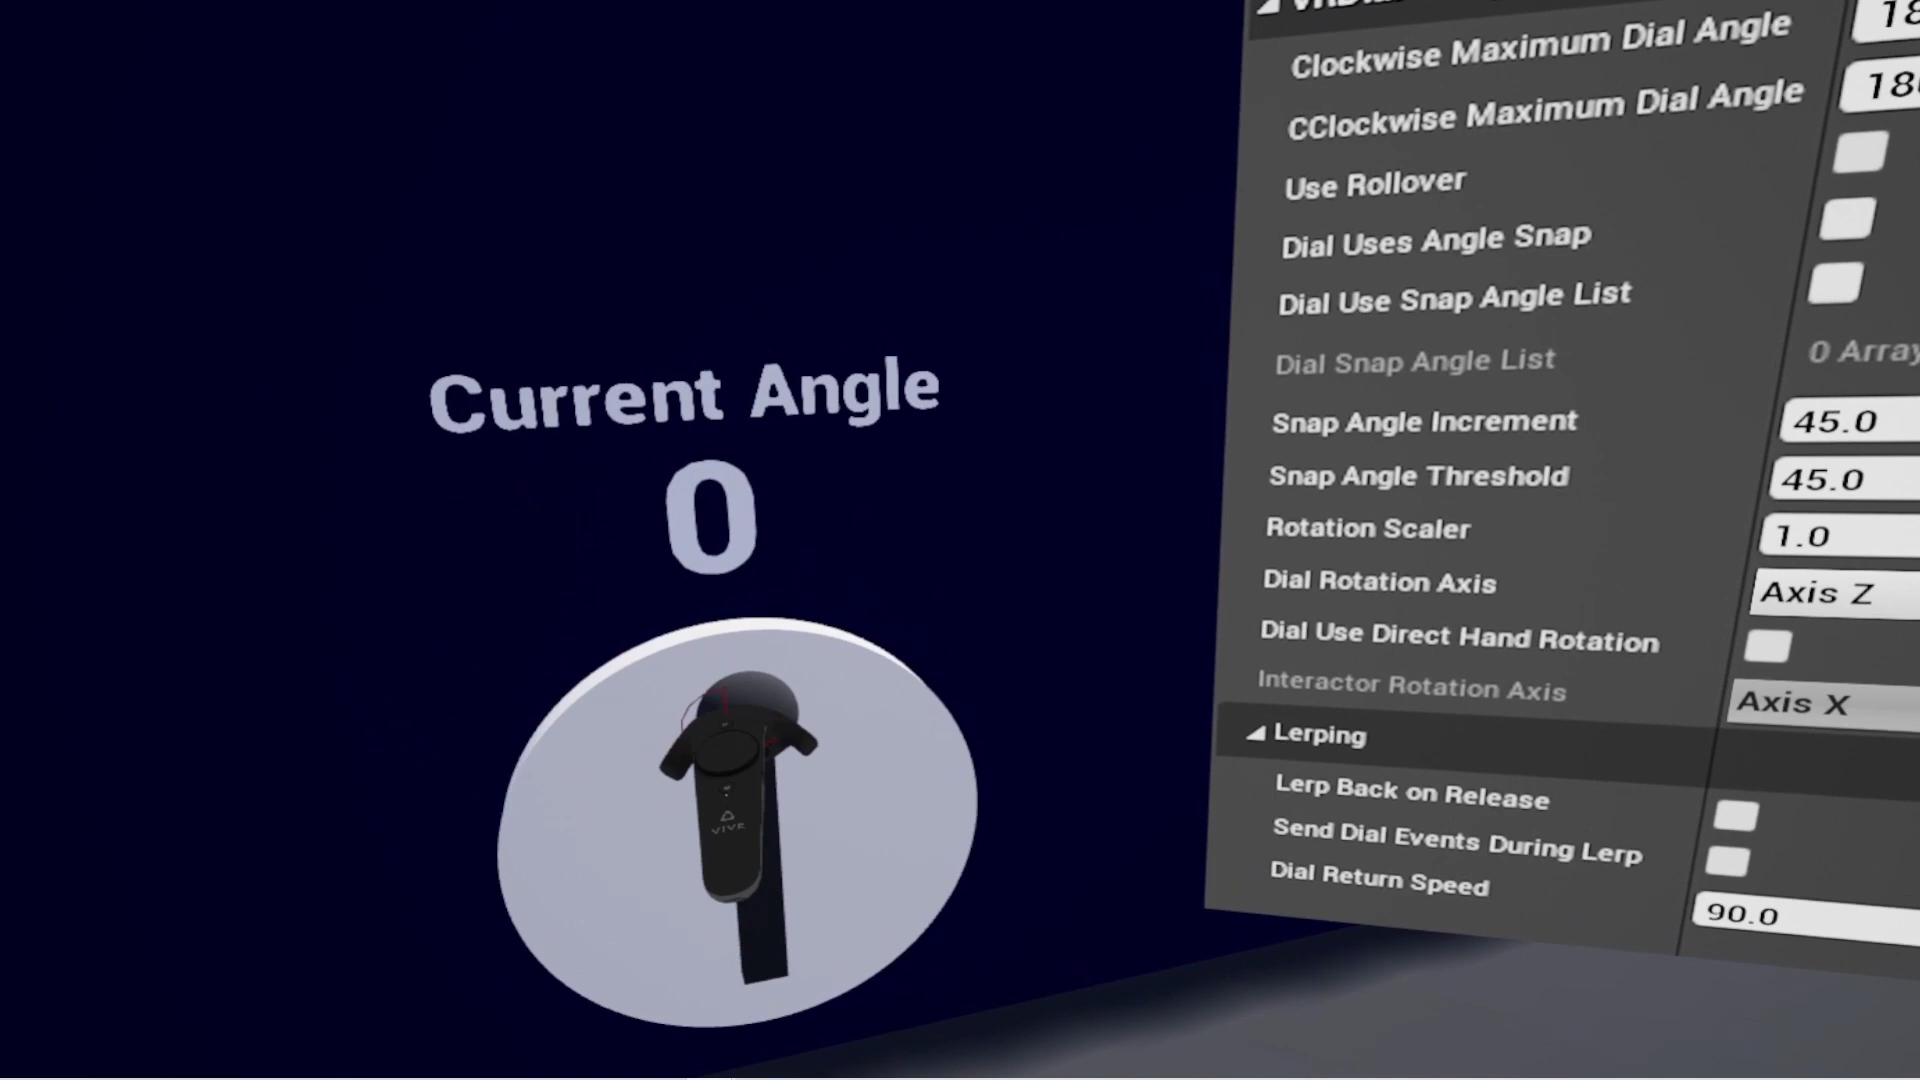 Current Angle
0
VIVE
Clockwise Maximum Dial Angle
CClockwise Maximum Dial Angle
Use Rollover
Dial Uses Angle Snap
Dial Use Snap Angle List
Dial Snap Angle List 0 Array
Snap Angle Increment 45.0
Snap Angle Threshold 45.0
Rotation Scaler 1.0
Dial Rotation Axis Axis Z
Dial Use Direct Hand Rotation
Interactor Rotation Axis Axis X
Lerping
Lerp Back on Release
Send Dial Events During Lerp
Dial Return Speed 90.0